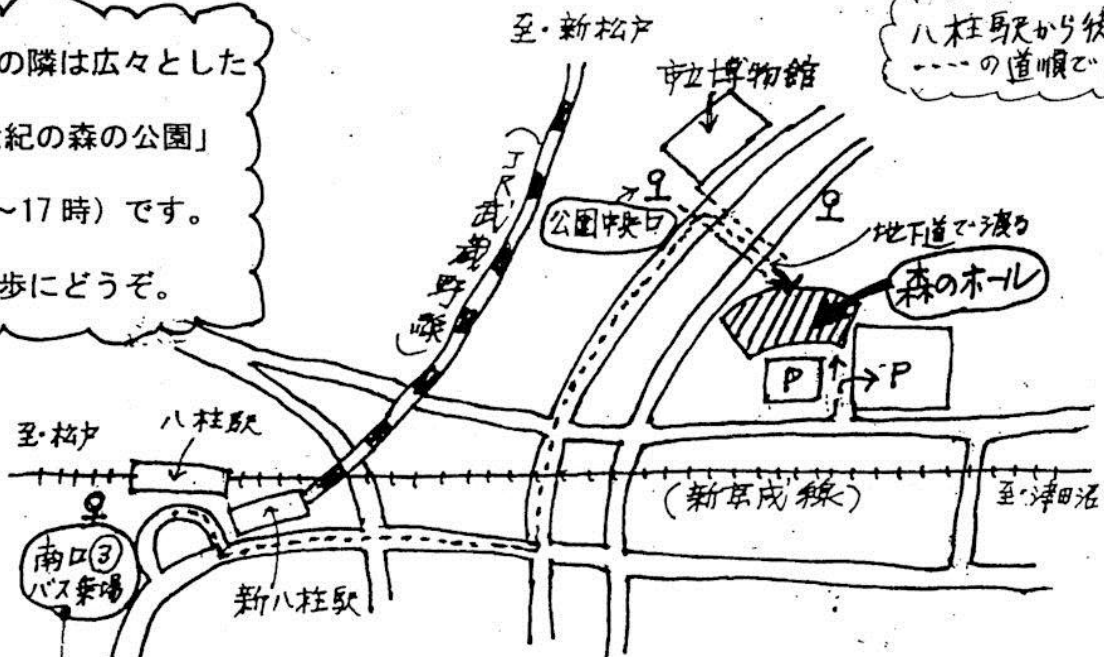 の隣は広々とした
紀の森の公園」
～17時）です。
歩にどうぞ。
至・新松戸
八柱駅から徒
----の道順で
市立博物館
（JR武蔵野線）
公園中央口
地下道で渡る
森のホール
P
P
至・松戸
八柱駅
（新京成線）
至・津田沼
南口③
バス乗場
新八柱駅